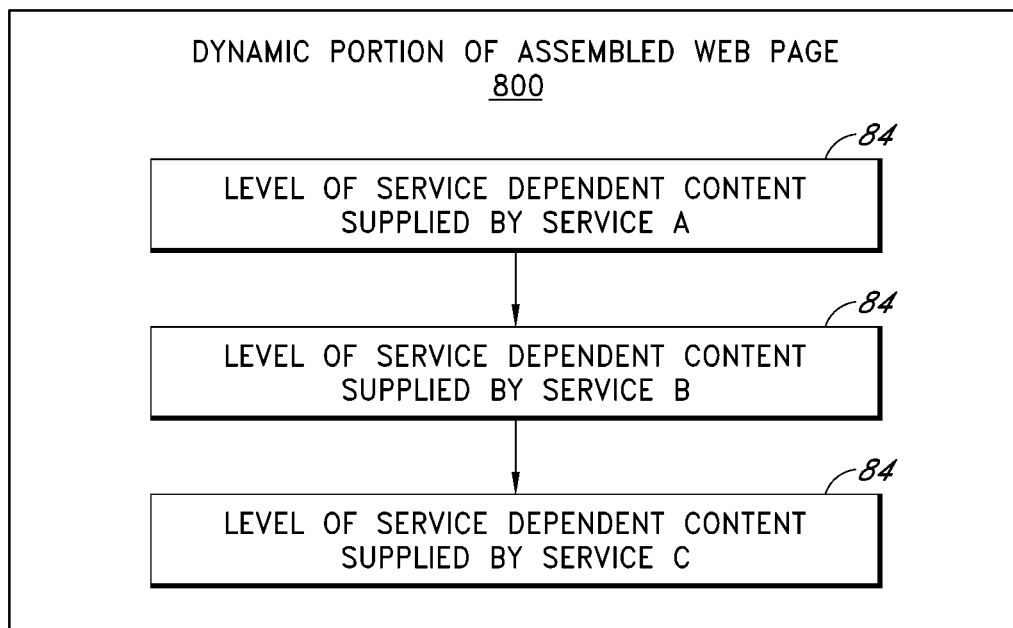 DYNAMIC PORTION OF ASSEMBLED WEB PAGE
800
84
LEVEL OF SERVICE DEPENDENT CONTENT
SUPPLIED BY SERVICE A
84
LEVEL OF SERVICE DEPENDENT CONTENT
SUPPLIED BY SERVICE B
84
LEVEL OF SERVICE DEPENDENT CONTENT
SUPPLIED BY SERVICE C